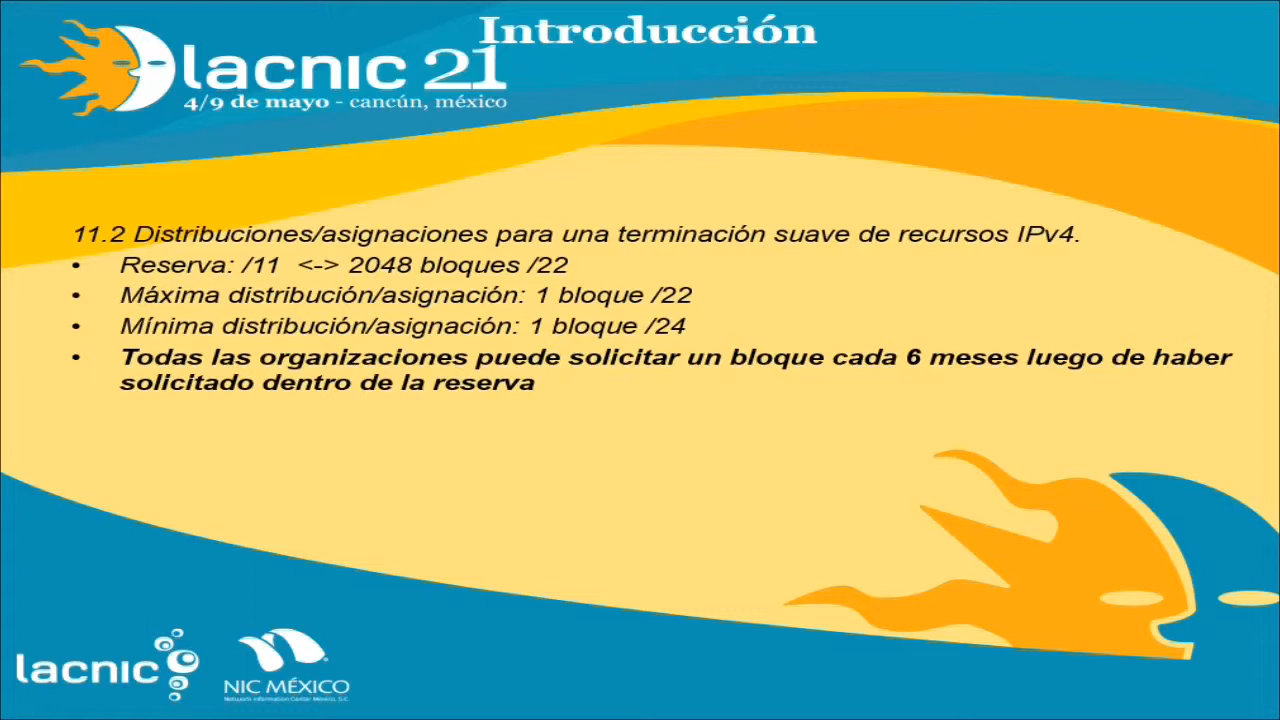 Introducción
lacnic 21
4/9 de mayo - cancún, méxico
11.2 Distribuciones/asignaciones para una terminación suave de recursos IPv4.
• Reserva: /11 <-> 2048 bloques /22
• Máxima distribución/asignación: 1 bloque /22
• Mínima distribución/asignación: 1 bloque /24
• Todas las organizaciones puede solicitar un bloque cada 6 meses luego de haber
solicitado dentro de la reserva
lacnic
NIC MÉXICO
Network Information Center México, S.C.